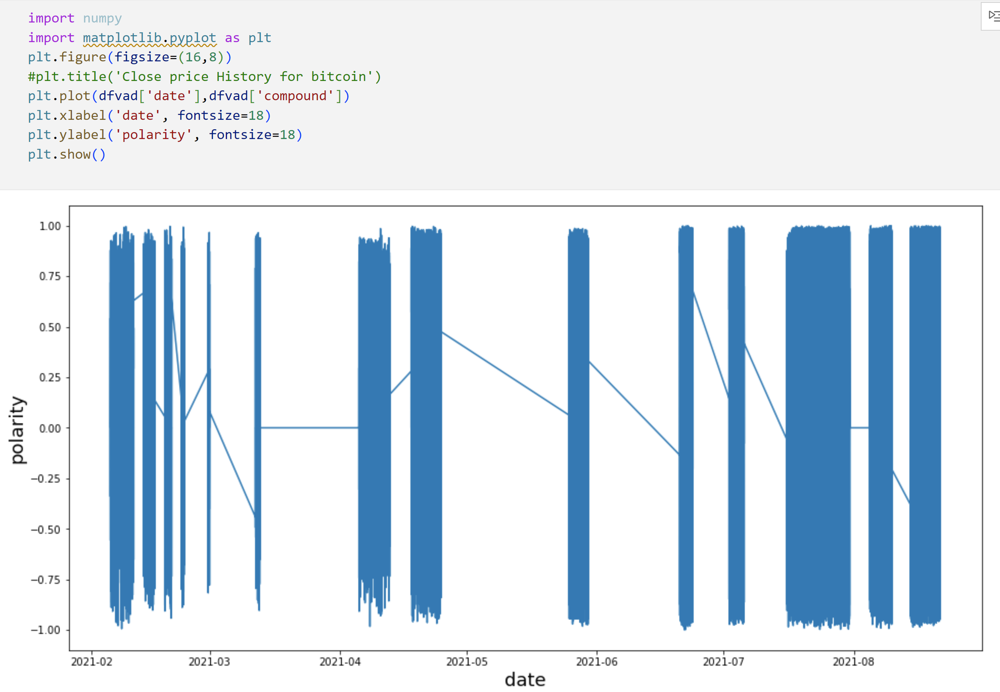 import numpy
import matplotlib.pyplot as plt
plt.figure(figsize=(16,8))
#plt.title('Close price History for bitcoin')
plt.plot(dfvad['date'],dfvad['compound'])
plt.xlabel('date', fontsize=18)
plt.ylabel('polarity', fontsize=18)
plt.show()
polarity
1.00
0.75
0.50
0.25
0.00
−0.25
−0.50
−0.75
−1.00
2021-02 2021-03 2021-04 2021-05 2021-06 2021-07 2021-08
date